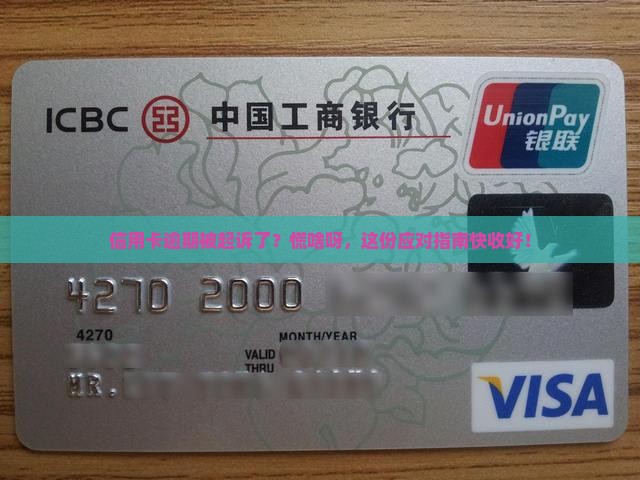 ICBC 中国工商银行
UnionPay
银联
信用卡逾期被起诉了？慌啥呀，这份应对指南快收好！
4270 2000
4270
MONTH/YEAR
VALID
THRU
MR.
VISA